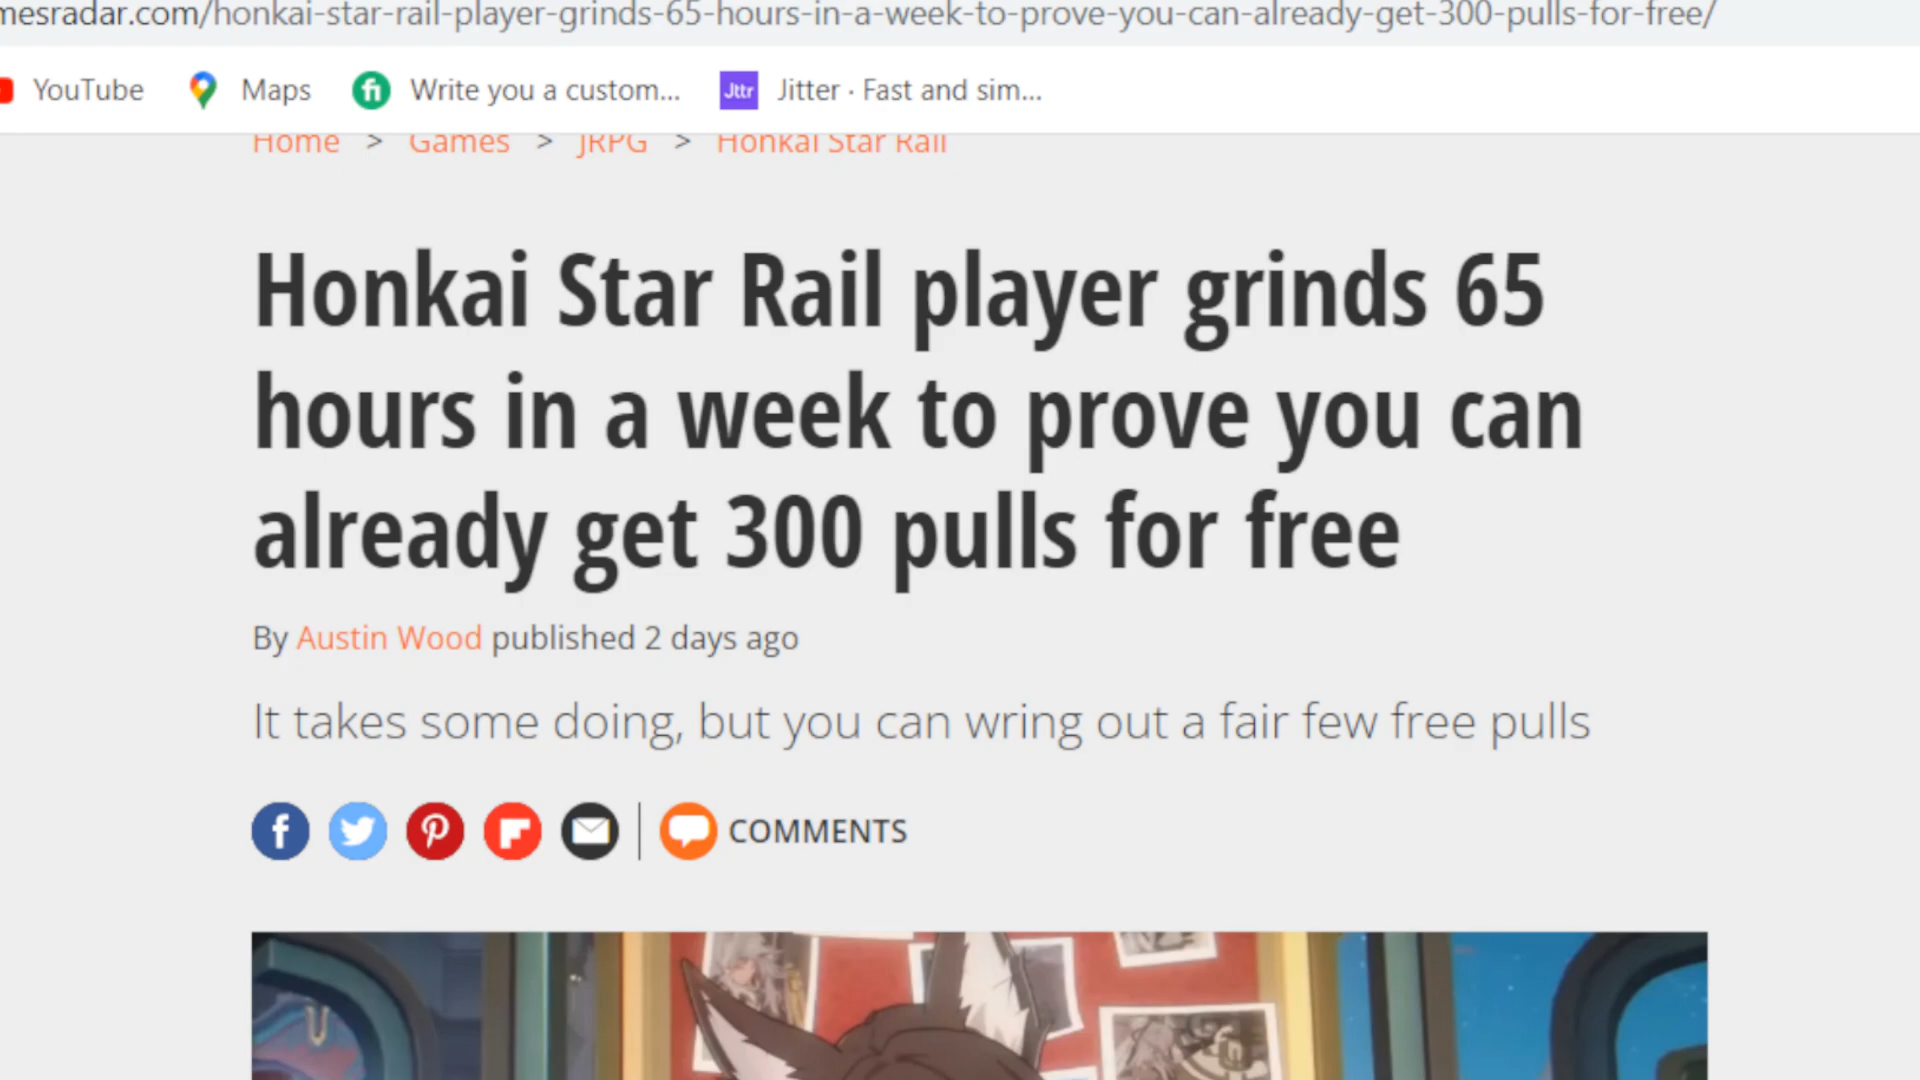 mesradar.com/honkai-star-rail-player-grinds-65-hours-in-a-week-to-prove-you-can-already-get-300-pulls-for-free/
YouTube Maps fi Write you a custom... Jttr Jitter · Fast and sim...
Home > Games > JRPG > Honkai Star Rail
Honkai Star Rail player grinds 65
hours in a week to prove you can
already get 300 pulls for free
By Austin Wood published 2 days ago
It takes some doing, but you can wring out a fair few free pulls
COMMENTS